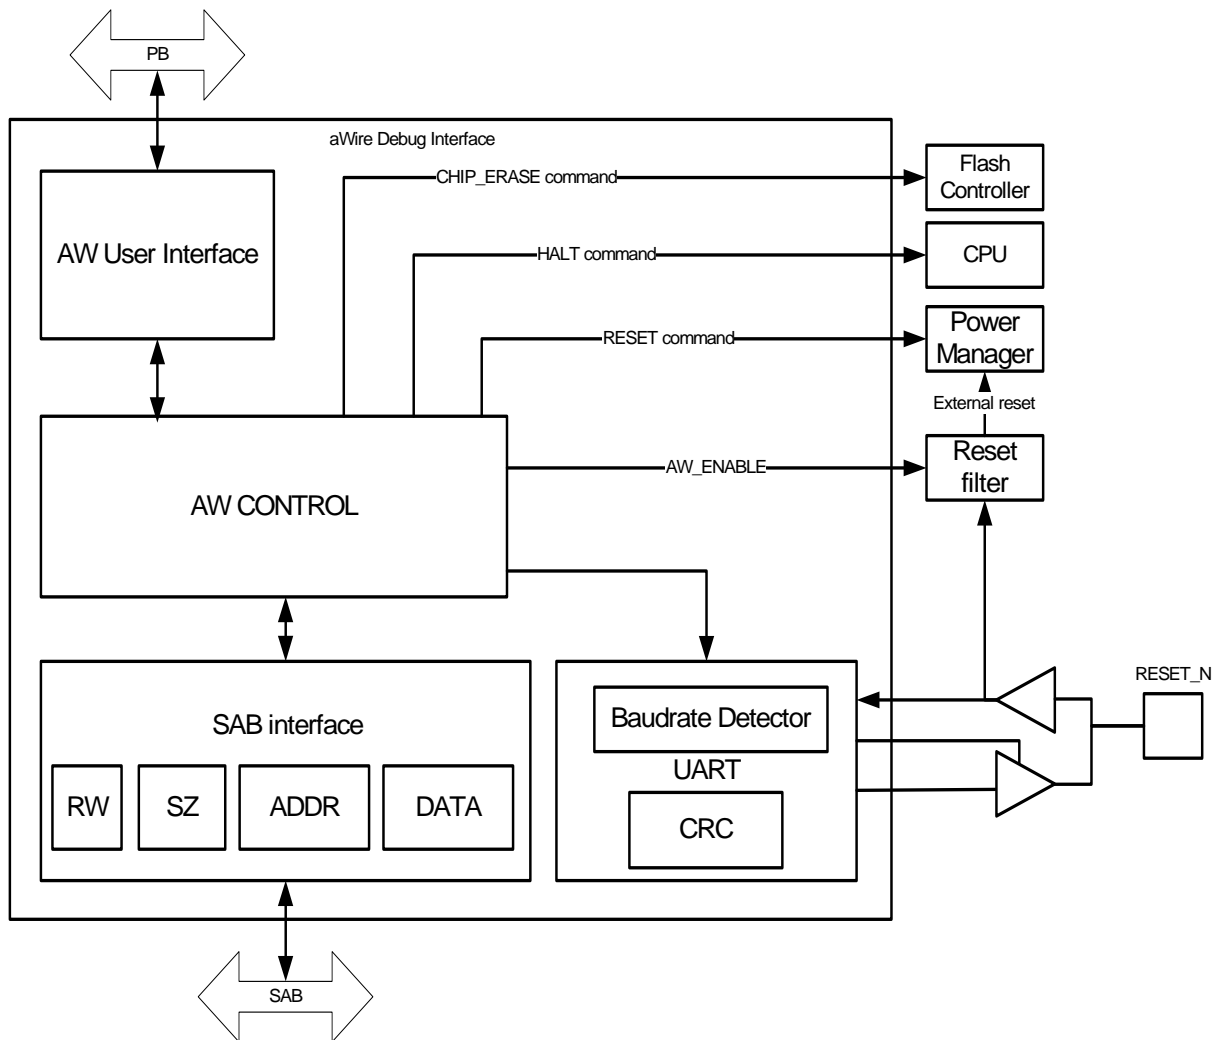 PB
aWire Debug Interface
AW User Interface
CHIP_ERASE command
Flash
Controller
HALT command
CPU
RESET command
Power
Manager
External reset
AW CONTROL
AW_ENABLE
Reset
filter
SAB interface
RW
SZ
ADDR
DATA
Baudrate Detector
UART
CRC
RESET_N
SAB